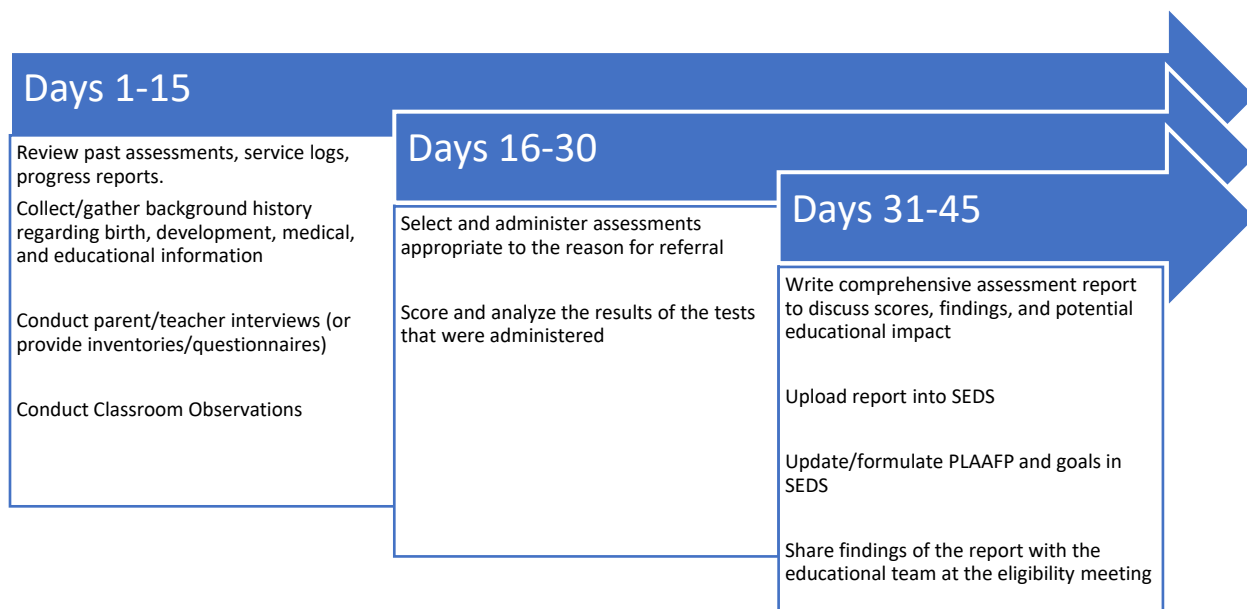 Days 1-15
Review past assessments, service logs,
progress reports.
Collect/gather background history
regarding birth, development, medical,
and educational information
Conduct parent/teacher interviews (or
provide inventories/questionnaires)
Conduct Classroom Observations
Days 16-30
Select and administer assessments
appropriate to the reason for referral
Score and analyze the results of the tests
that were administered
Days 31-45
Write comprehensive assessment report
to discuss scores, findings, and potential
educational impact
Upload report into SEDS
Update/formulate PLAAFP and goals in
SEDS
Share findings of the report with the
educational team at the eligibility meeting